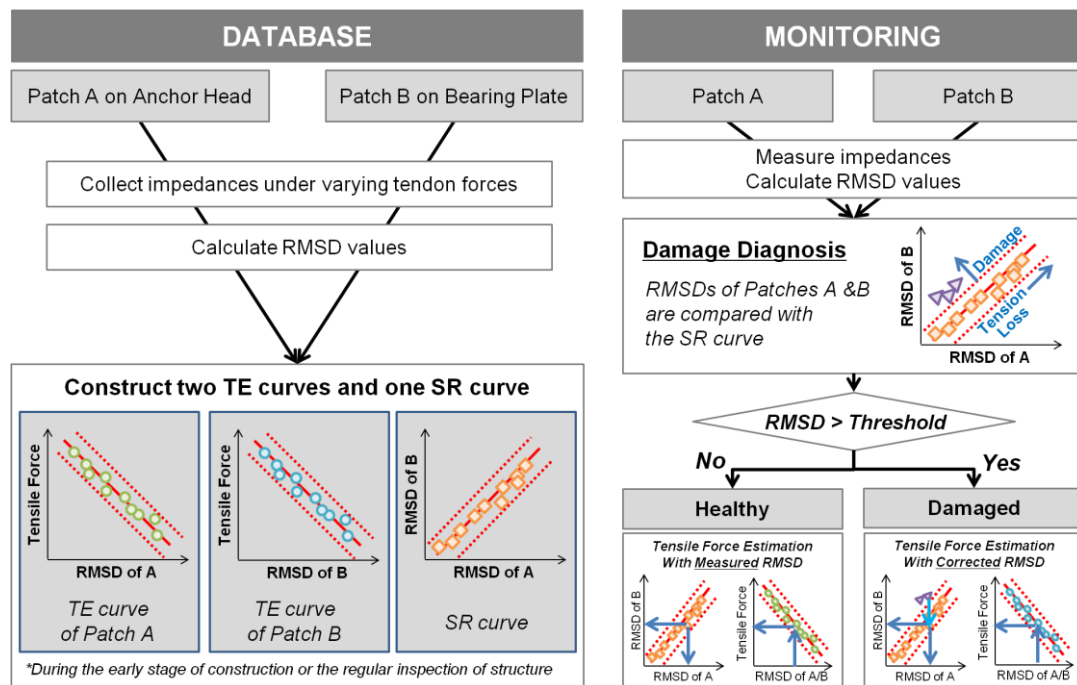 DATABASE
Patch A on Anchor Head
Patch B on Bearing Plate
Collect impedances under varying tendon forces
Calculate RMSD values
Construct two TE curves and one SR curve
Tensile Force
RMSD of A
TE curve
of Patch A
Tensile Force
RMSD of B
TE curve
of Patch B
RMSD of B
RMSD of A
SR curve
*During the early stage of construction or the regular inspection of structure
MONITORING
Patch A
Patch B
Measure impedances
Calculate RMSD values
Damage Diagnosis
RMSDs of Patches A &B
are compared with
the SR curve
RMSD of B
Damage
Tension
Loss
RMSD of A
RMSD > Threshold
No
Yes
Healthy
Tensile Force Estimation
With Measured RMSD
RMSD of B
RMSD of A
Tensile Force
RMSD of A/B
Damaged
Tensile Force Estimation
With Corrected RMSD
RMSD of B
RMSD of A
Tensile Force
RMSD of A/B